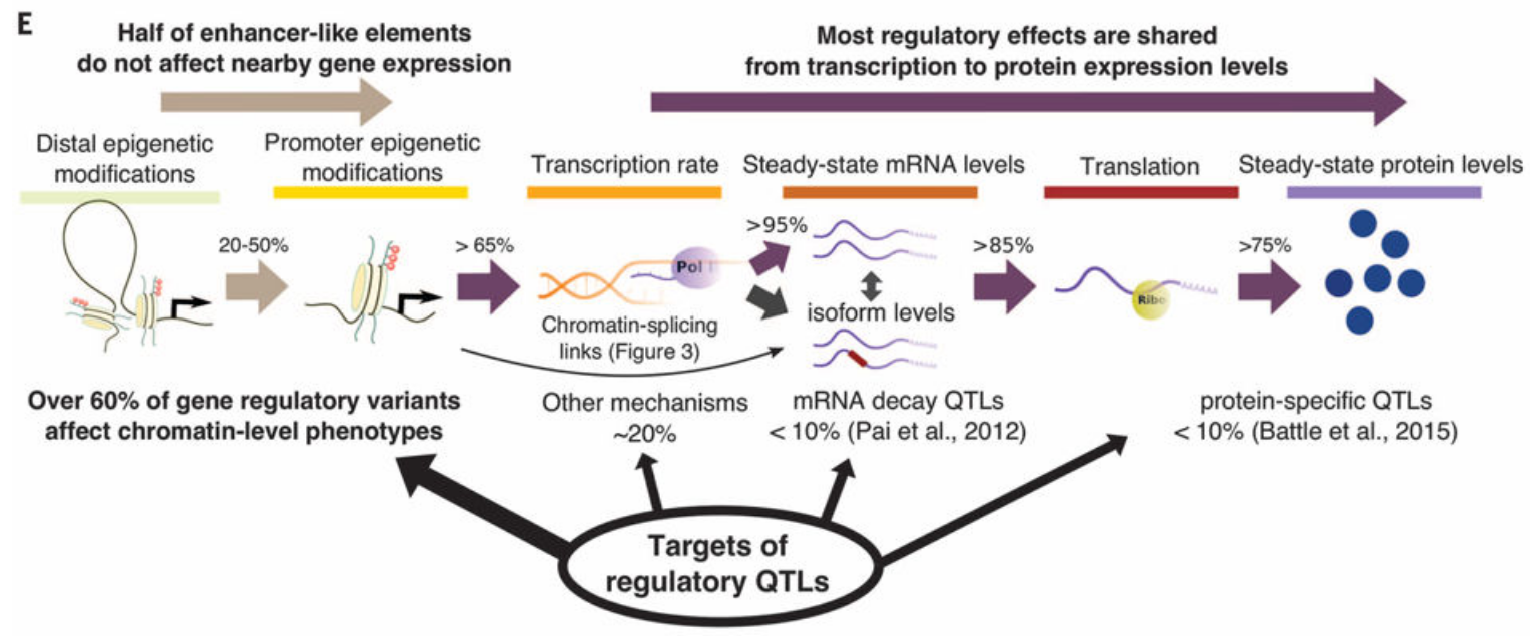 E
Half of enhancer-like elements
do not affect nearby gene expression
Most regulatory effects are shared
from transcription to protein expression levels
Distal epigenetic
modifications
Promoter epigenetic
modifications
Transcription rate
Steady-state mRNA levels
Translation
Steady-state protein levels
20-50%
> 65%
>95%
>85%
>75%
Pol I
Ribo
isoform levels
Chromatin-splicing
links (Figure 3)
Over 60% of gene regulatory variants
affect chromatin-level phenotypes
Other mechanisms
~20%
mRNA decay QTLs
< 10% (Pai et al., 2012)
protein-specific QTLs
< 10% (Battle et al., 2015)
Targets of
regulatory QTLs